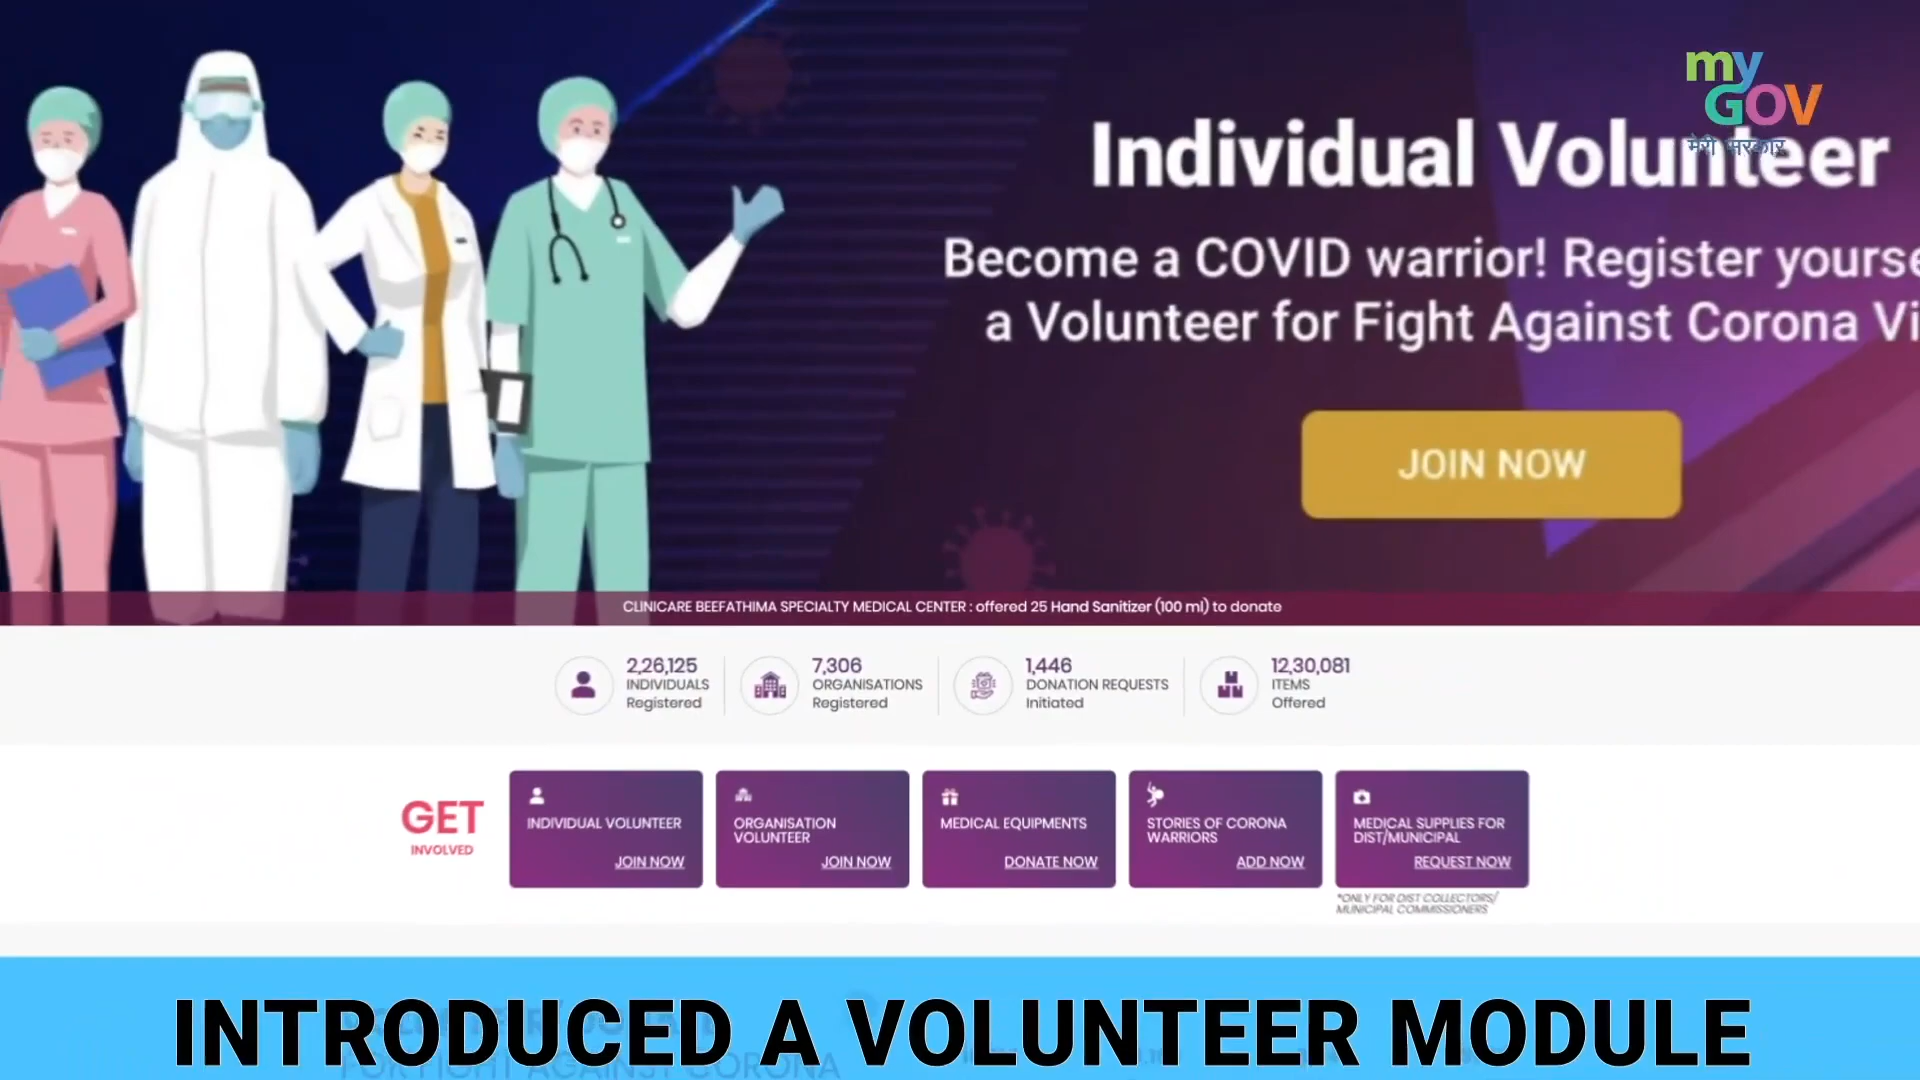 my
GOV
मेरी सरकार
Individual Volunteer
Become a COVID warrior! Register yourse
a Volunteer for Fight Against Corona Vi
JOIN NOW
CLINICARE BEEFATHIMA SPECIALTY MEDICAL CENTER : offered 25 Hand Sanitizer (100 ml) to donate
2,26,125
INDIVIDUALS
Registered
7,306
ORGANISATIONS
Registered
1,446
DONATION REQUESTS
Initiated
12,30,081
ITEMS
Offered
GET
INVOLVED
INDIVIDUAL VOLUNTEER
JOIN NOW
ORGANISATION
VOLUNTEER
JOIN NOW
MEDICAL EQUIPMENTS
DONATE NOW
STORIES OF CORONA
WARRIORS
ADD NOW
MEDICAL SUPPLIES FOR
DIST/MUNICIPAL
REQUEST NOW
*ONLY FOR DIST COLLECTORS/
MUNICIPAL COMMISSIONERS
INTRODUCED A VOLUNTEER MODULE
FOR FIGHT AGAINST CORONA